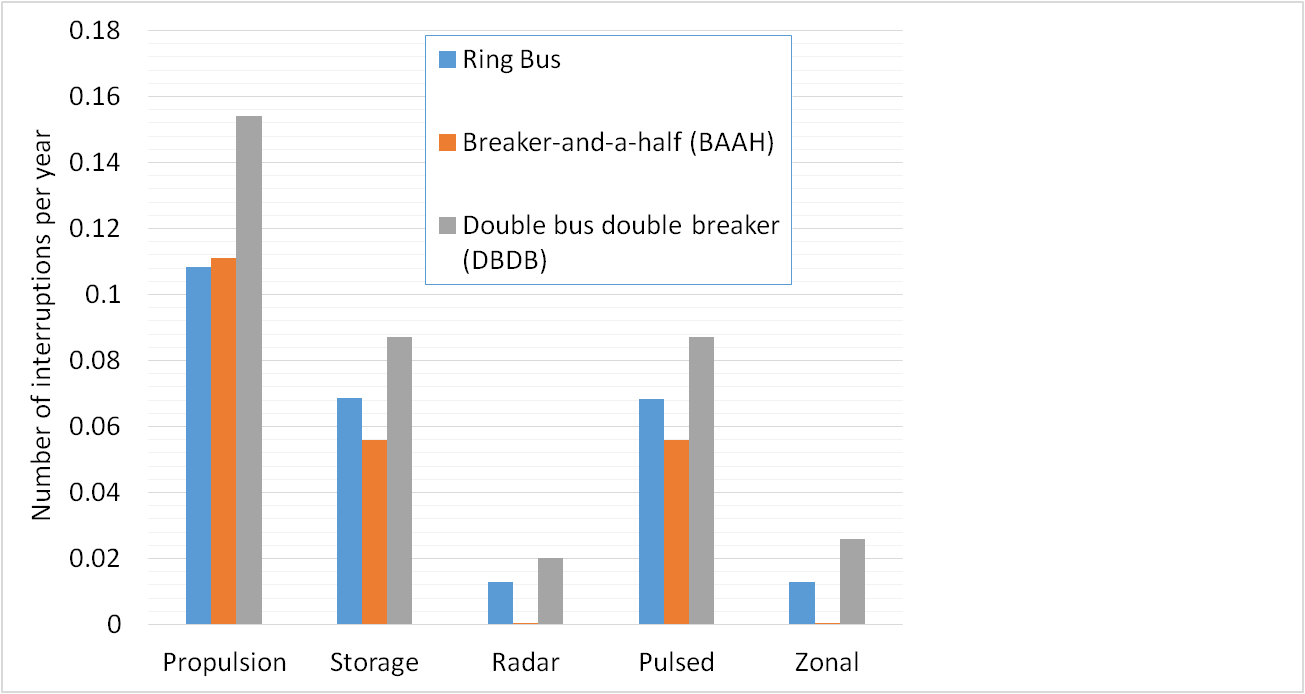 0.18
0.16
0.14
0.12
0.1
0.08
0.06
0.04
0.02
0
Number of interruptions per year
Ring Bus
Breaker-and-a-half (BAAH)
Double bus double breaker
(DBDB)
Propulsion
Storage
Radar
Pulsed
Zonal